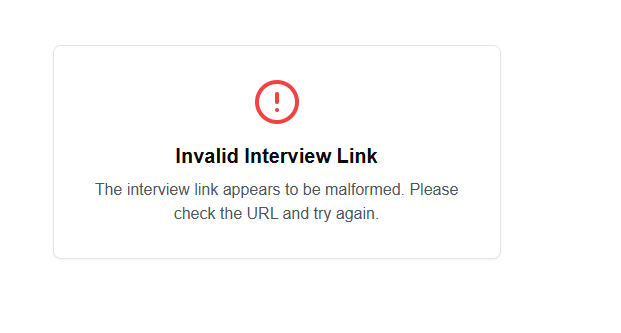 Invalid Interview Link
The interview link appears to be malformed. Please
check the URL and try again.